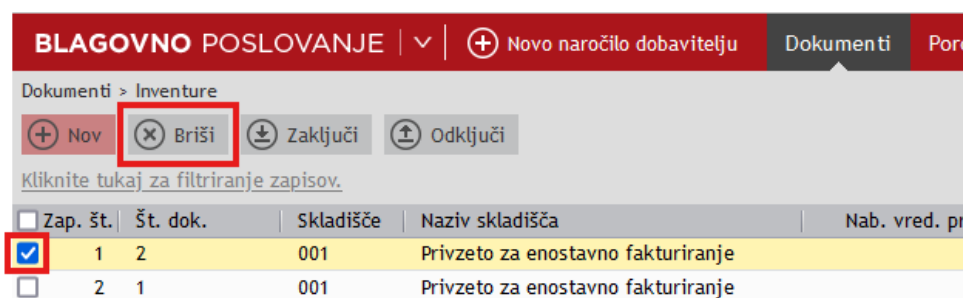 BLAGOVNO POSLOVANJE Novo naročilo dobavitelju Dokumenti
Dokumenti > Inventure
Nov Briši Zaključi Odključi
Kliknite tukaj za filtriranje zapisov.
Zap. št. Št. dok. Skladišče Naziv skladišča Nab. vred.
1 2 001 Privzeto za enostavno fakturiranje
2 1 001 Privzeto za enostavno fakturiranje